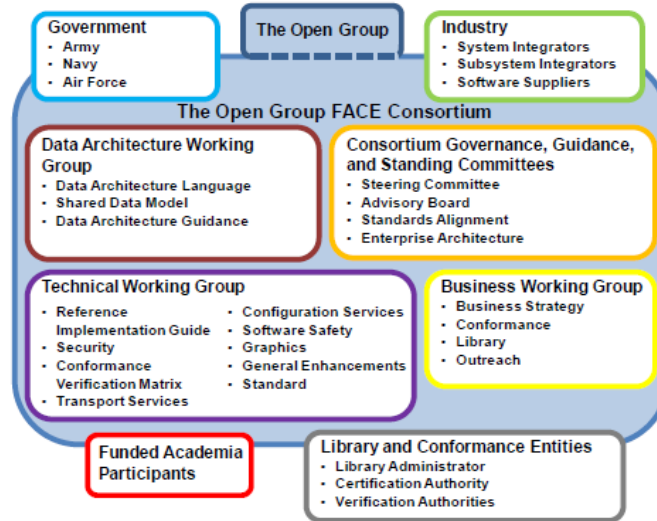 Government
• Army
• Navy
• Air Force
The Open Group
Industry
• System Integrators
• Subsystem Integrators
• Software Suppliers
The Open Group FACE Consortium
Data Architecture Working
Group
• Data Architecture Language
• Shared Data Model
• Data Architecture Guidance
Consortium Governance, Guidance,
and Standing Committees
• Steering Committee
• Advisory Board
• Standards Alignment
• Enterprise Architecture
Technical Working Group
• Reference
Implementation Guide
• Security
• Conformance
Verification Matrix
• Transport Services
• Configuration Services
• Software Safety
• Graphics
• General Enhancements
• Standard
Business Working Group
• Business Strategy
• Conformance
• Library
• Outreach
Funded Academia
Participants
Library and Conformance Entities
• Library Administrator
• Certification Authority
• Verification Authorities